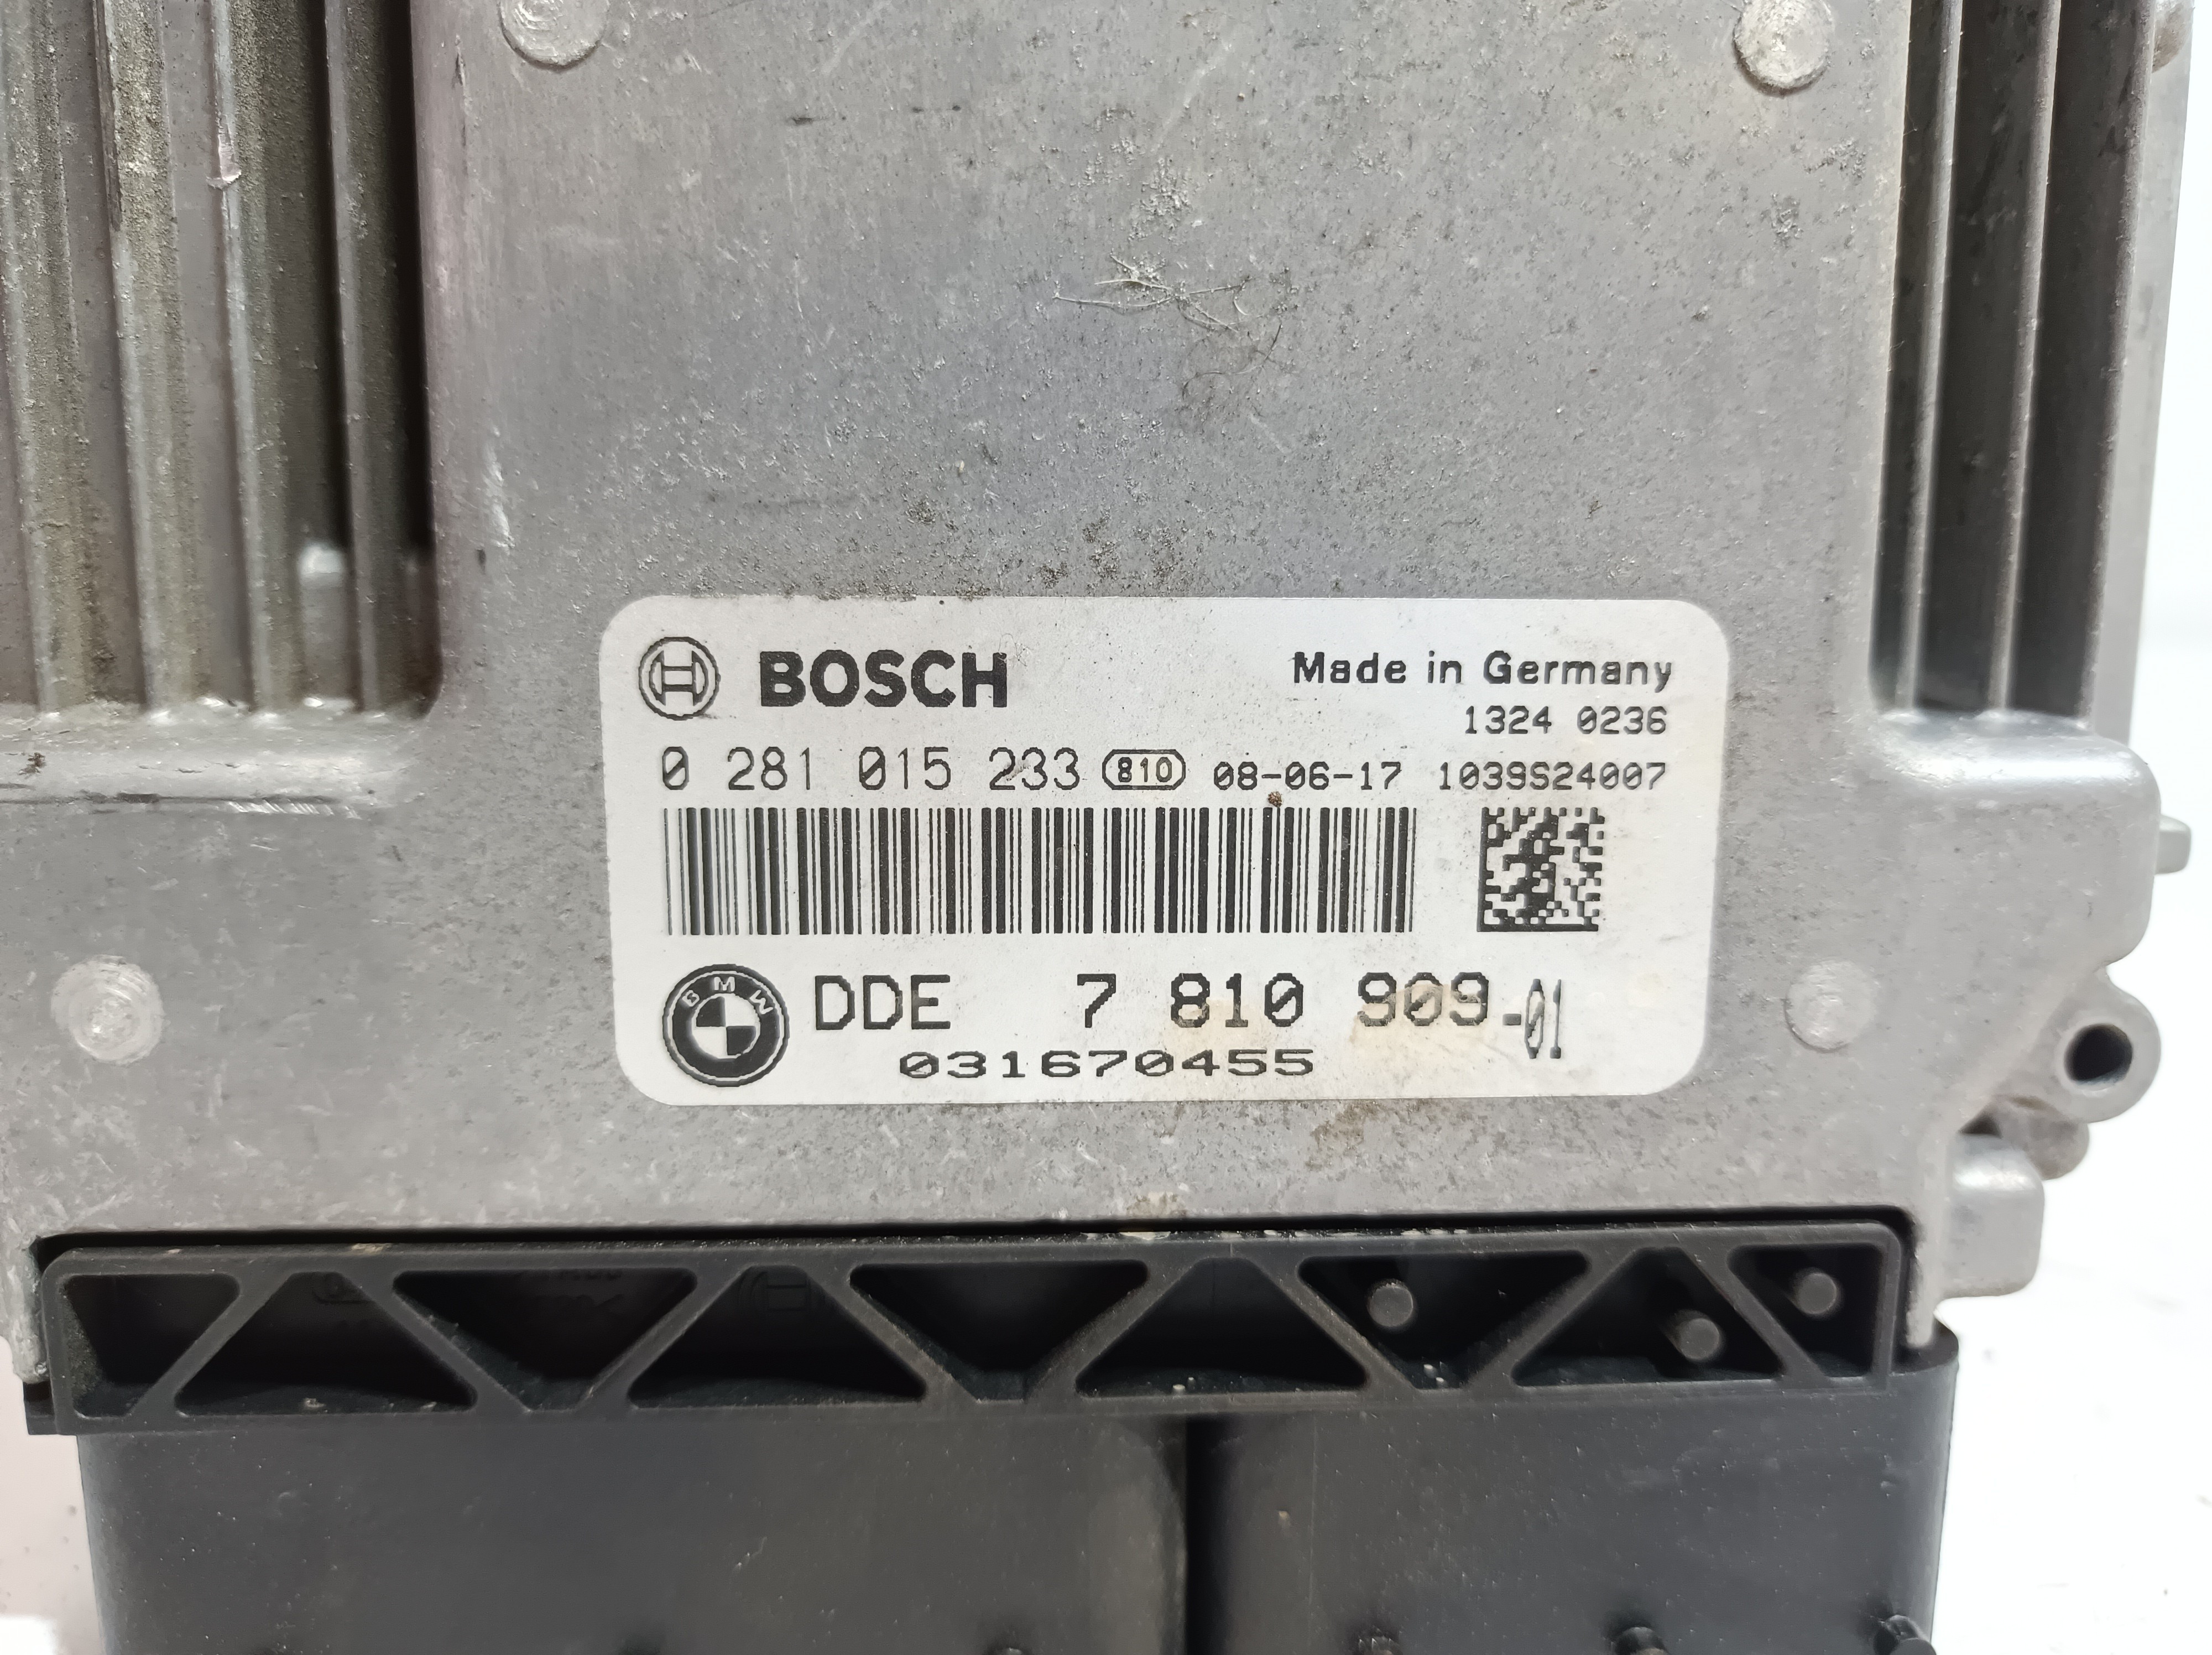 BOSCH Made in Germany
1324 0236
0 281 015 233 810 08-06-17 1039S24007
BMW DDE 7 810 909-01
031670455